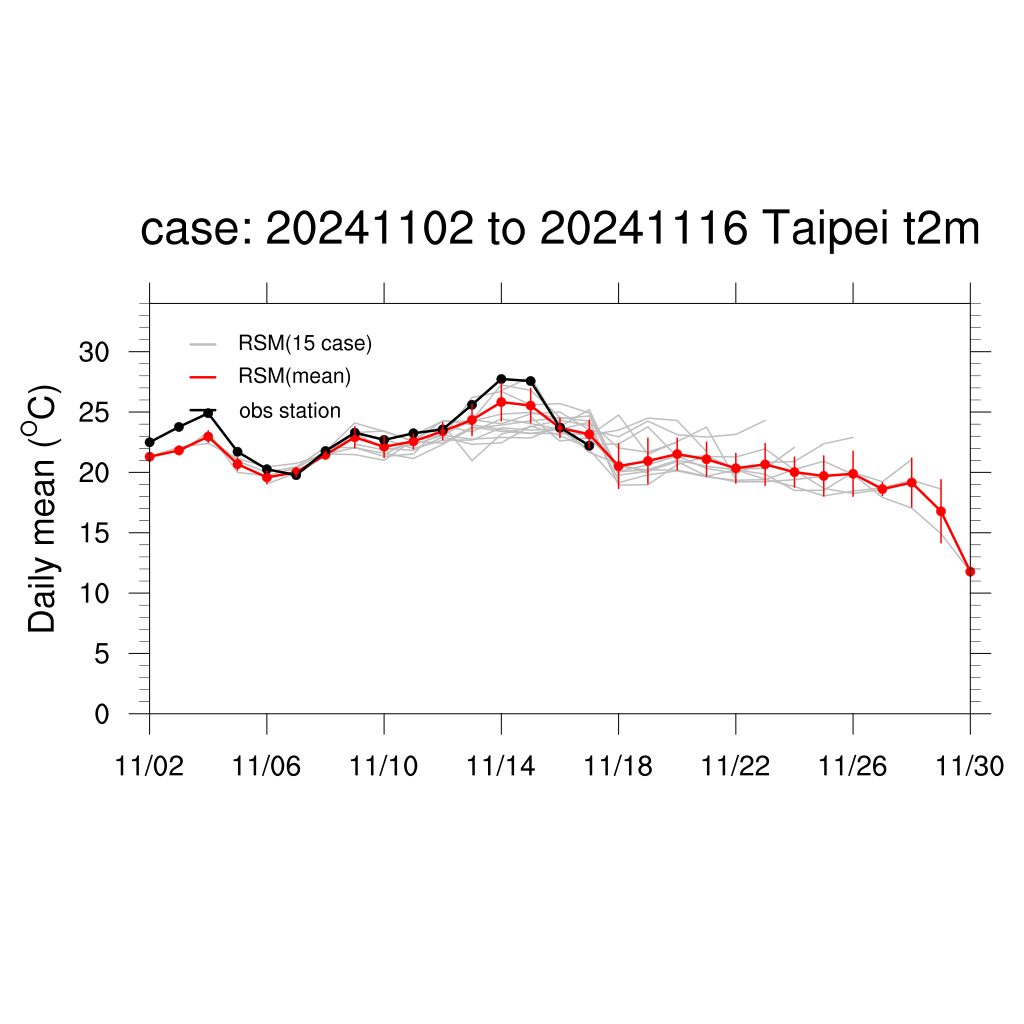 case: 20241102 to 20241116 Taipei t2m
Daily mean (°C)
30
25
20
15
10
5
0
RSM(15 case)
RSM(mean)
obs station
11/02 11/06 11/10 11/14 11/18 11/22 11/26 11/30